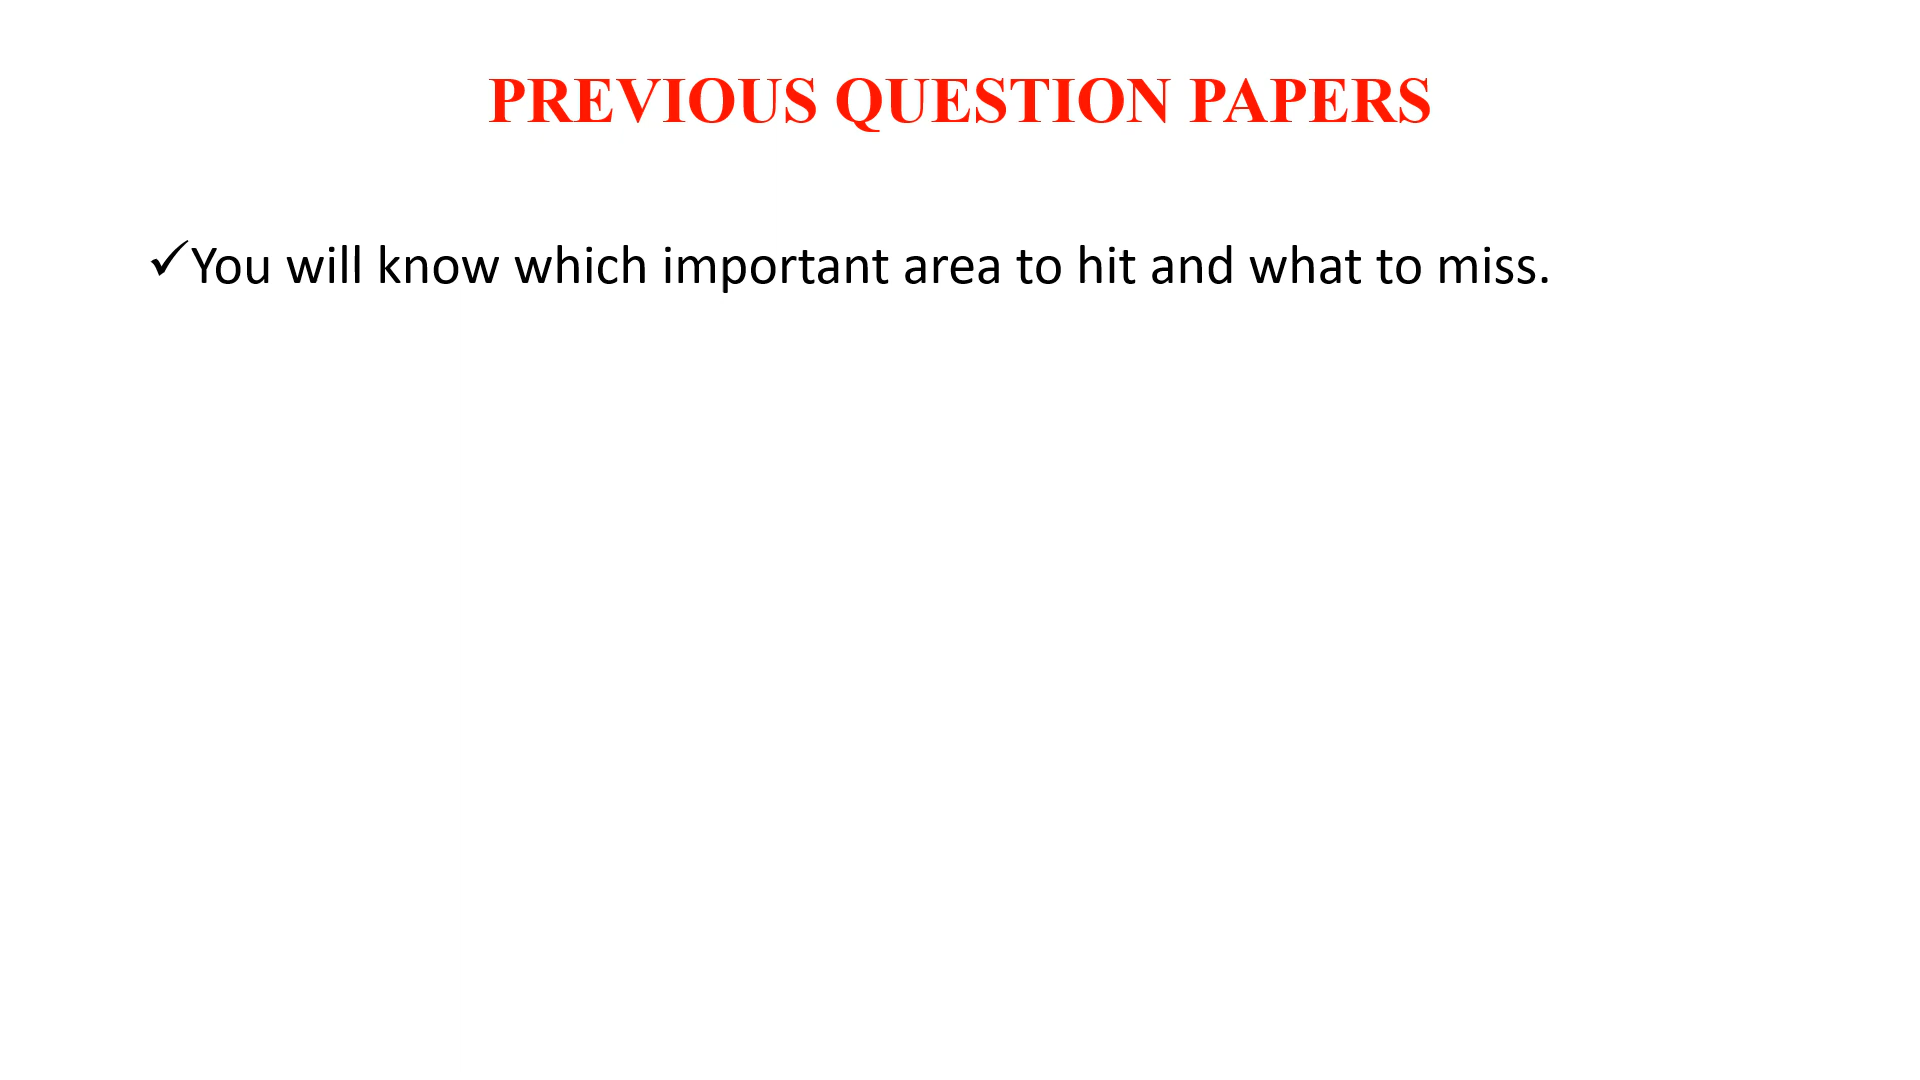 PREVIOUS QUESTION PAPERS
✓You will know which important area to hit and what to miss.